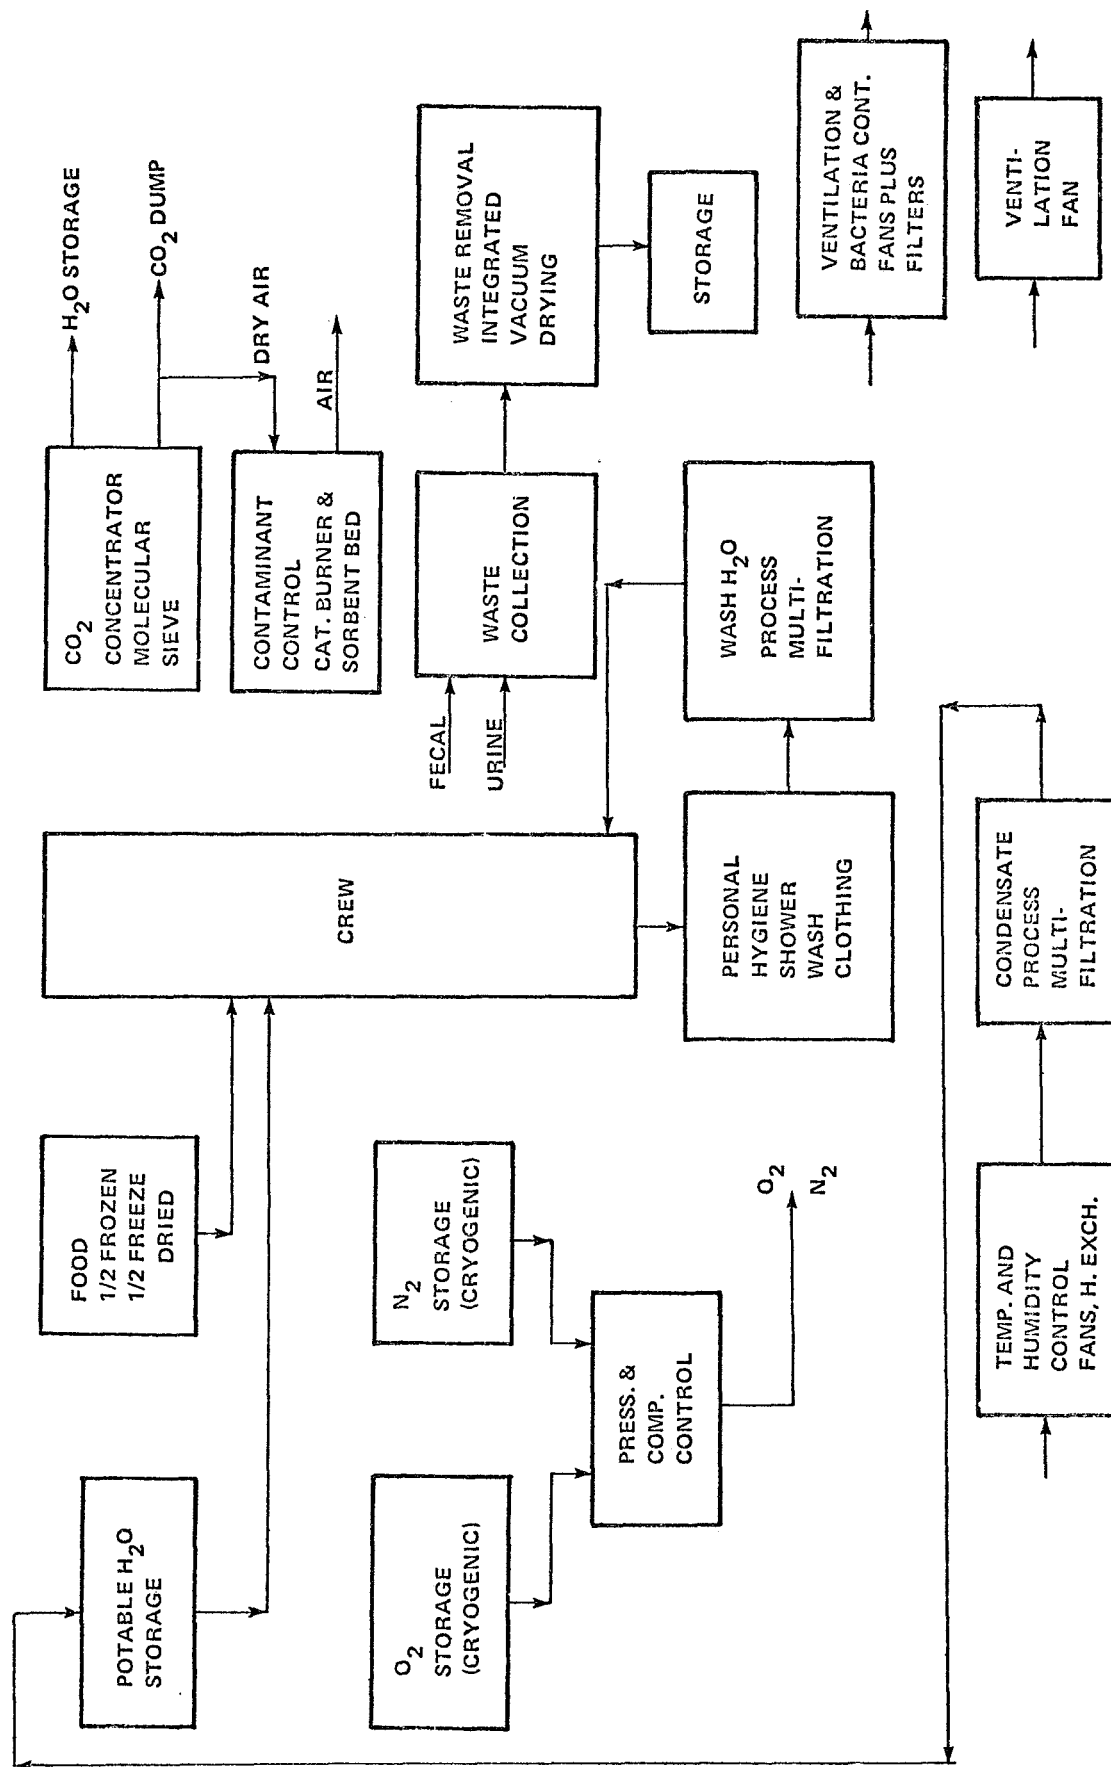 POTABLE H₂O
STORAGE
FOOD
1/2 FROZEN
1/2 FREEZE
DRIED
CREW
CO₂
CONCENTRATOR
MOLECULAR
SIEVE
H₂O STORAGE
CO₂ DUMP
DRY AIR
CONTAMINANT
CONTROL
CAT. BURNER &
SORBENT BED
AIR
O₂
STORAGE
(CRYOGENIC)
N₂
STORAGE
(CRYOGENIC)
PRESS. &
COMP.
CONTROL
O₂
N₂
FECAL
URINE
WASTE
COLLECTION
WASTE REMOVAL
INTEGRATED
VACUUM
DRYING
STORAGE
PERSONAL
HYGIENE
SHOWER
WASH
CLOTHING
WASH H₂O
PROCESS
MULTI-
FILTRATION
VENTILATION &
BACTERIA CONT.
FANS PLUS
FILTERS
TEMP. AND
HUMIDITY
CONTROL
FANS, H. EXCH.
CONDENSATE
PROCESS
MULTI-
FILTRATION
VENTI-
LATION
FAN